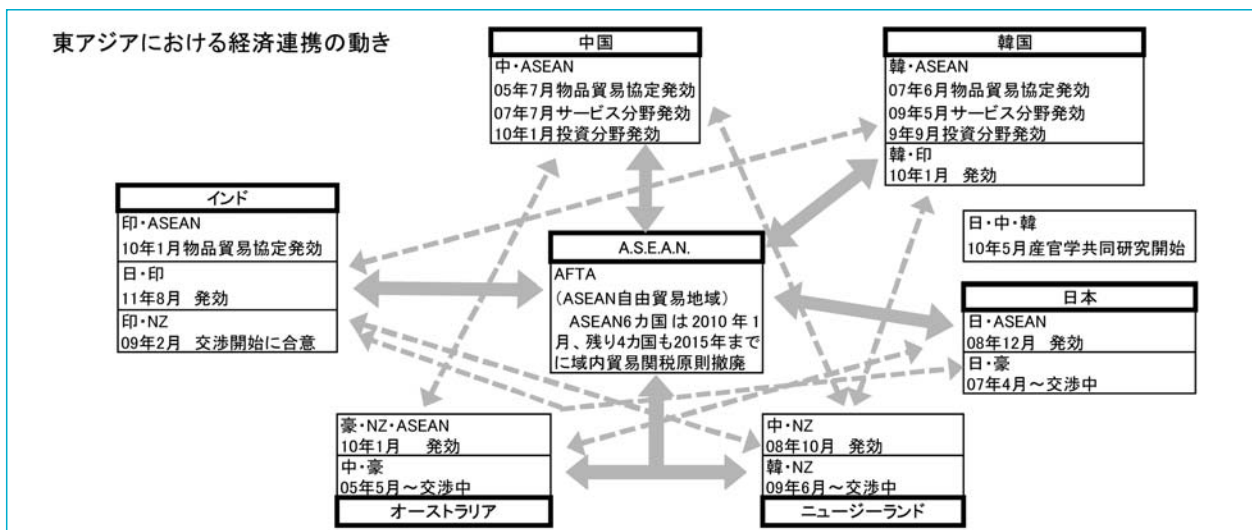 東アジアにおける経済連携の動き
中国
中・ASEAN
05年7月物品貿易協定発効
07年7月サービス分野発効
10年1月投資分野発効
韓国
韓・ASEAN
07年6月物品貿易協定発効
09年5月サービス分野発効
9年9月投資分野発効
韓・印
10年1月 発効
インド
印・ASEAN
10年1月物品貿易協定発効
日・印
11年8月 発効
印・NZ
09年2月 交渉開始に合意
A.S.E.A.N.
AFTA
(ASEAN自由貿易地域)
ASEAN6カ国は2010年1
月、残り4カ国も2015年までに
に域内貿易関税原則撤廃
日・中・韓
10年5月産官学共同研究開始
日本
日・ASEAN
08年12月 発効
日・豪
07年4月~交渉中
豪・NZ・ASEAN
10年1月 発効
中・豪
05年5月~交渉中
オーストラリア
中・NZ
08年10月 発効
韓・NZ
09年6月~交渉中
ニュージーランド